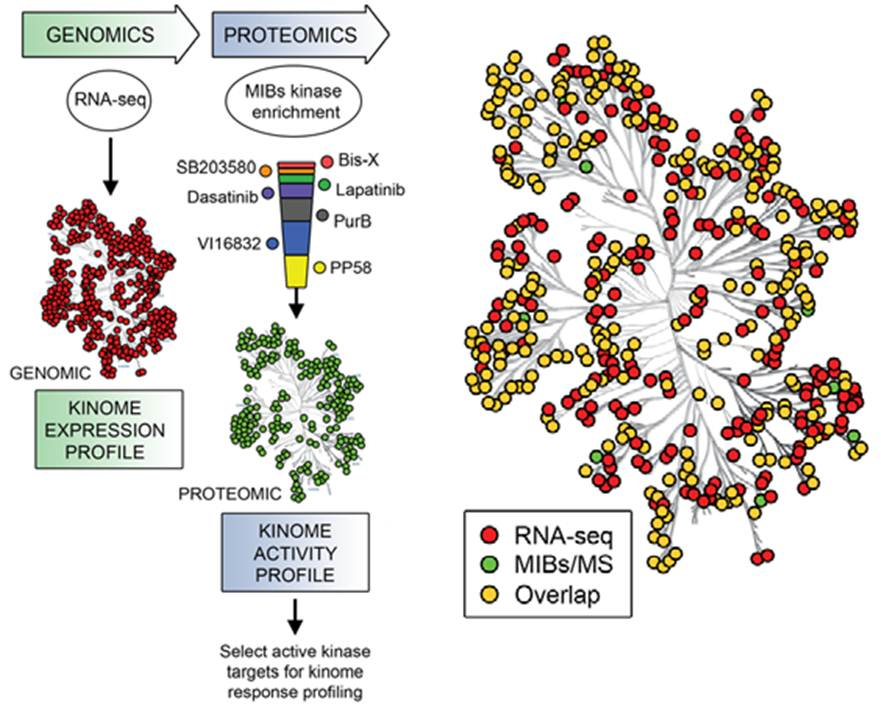 GENOMICS
PROTEOMICS
RNA-seq
MIBs kinase
enrichment
SB203580
Bis-X
Dasatinib
Lapatinib
PurB
VI16832
PP58
GENOMIC
KINOME
EXPRESSION
PROFILE
PROTEOMIC
KINOME
ACTIVITY
PROFILE
Select active kinase
targets for kinome
response profiling
RNA-seq
MIBs/MS
Overlap